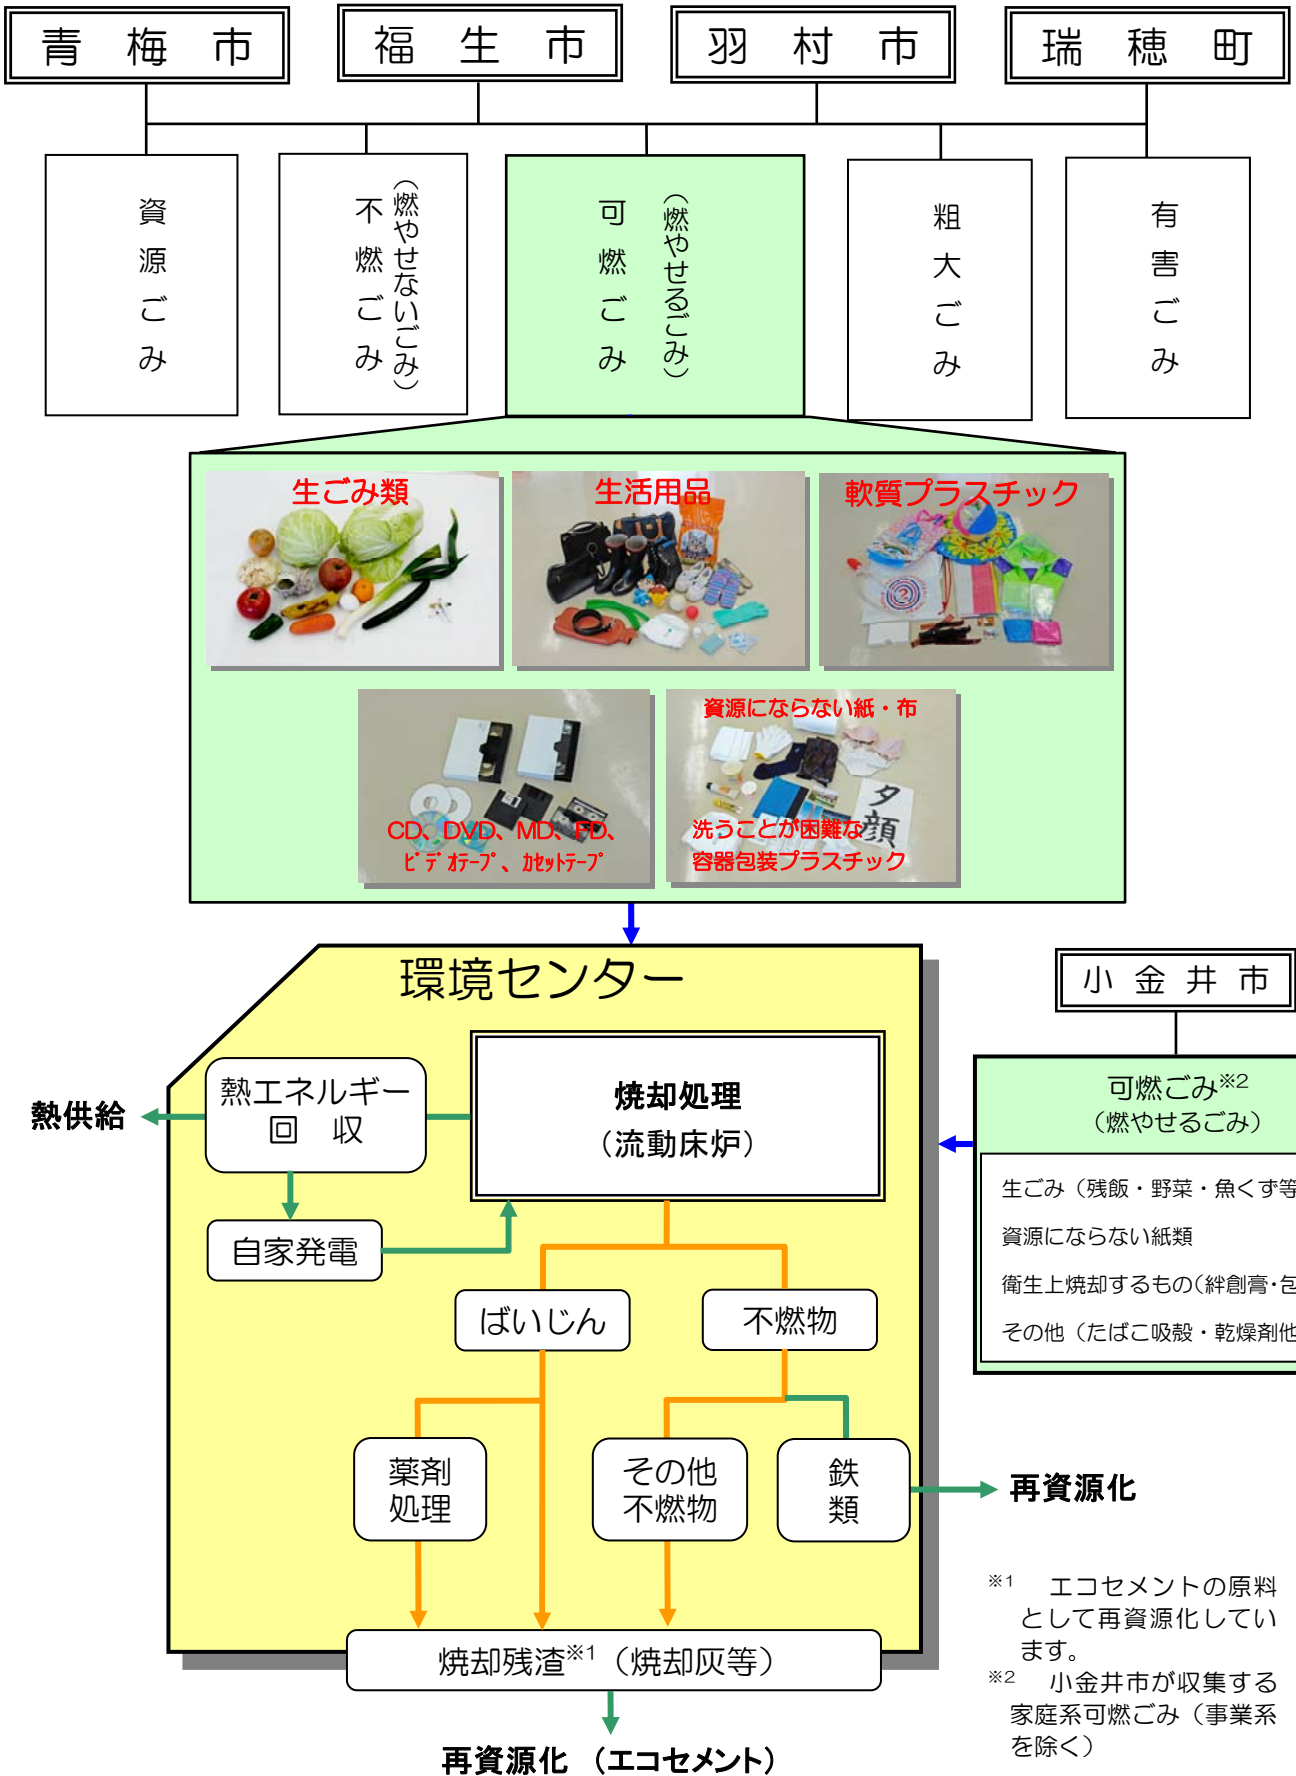 青梅市
福生市
羽村市
瑞穂町
資源ごみ
不燃ごみ
(燃やせないごみ)
可燃ごみ
(燃やせるごみ)
粗大ごみ
有害ごみ
生ごみ類
生活用品
軟質プラスチック
CD、DVD、MD、FD、
ﾋﾞﾃﾞｵﾃｰﾌﾟ、ｶｾｯﾄﾃｰﾌﾟ
資源にならない紙・布
夕顔
洗うことが困難な
容器包装プラスチック
環境センター
小金井市
可燃ごみ※2
（燃やせるごみ）
生ごみ（残飯・野菜・魚くず等
資源にならない紙類
衛生上焼却するもの(絆創膏･包
その他（たばこ吸殻・乾燥剤他
熱供給
熱エネルギー
回　収
焼却処理
（流動床炉）
自家発電
ばいじん
不燃物
薬剤
処理
その他
不燃物
鉄
類
再資源化
焼却残渣※1（焼却灰等）
再資源化　（エコセメント）
※1　エコセメントの原料
として再資源化してい
ます。
※2　小金井市が収集する
家庭系可燃ごみ（事業系
を除く）